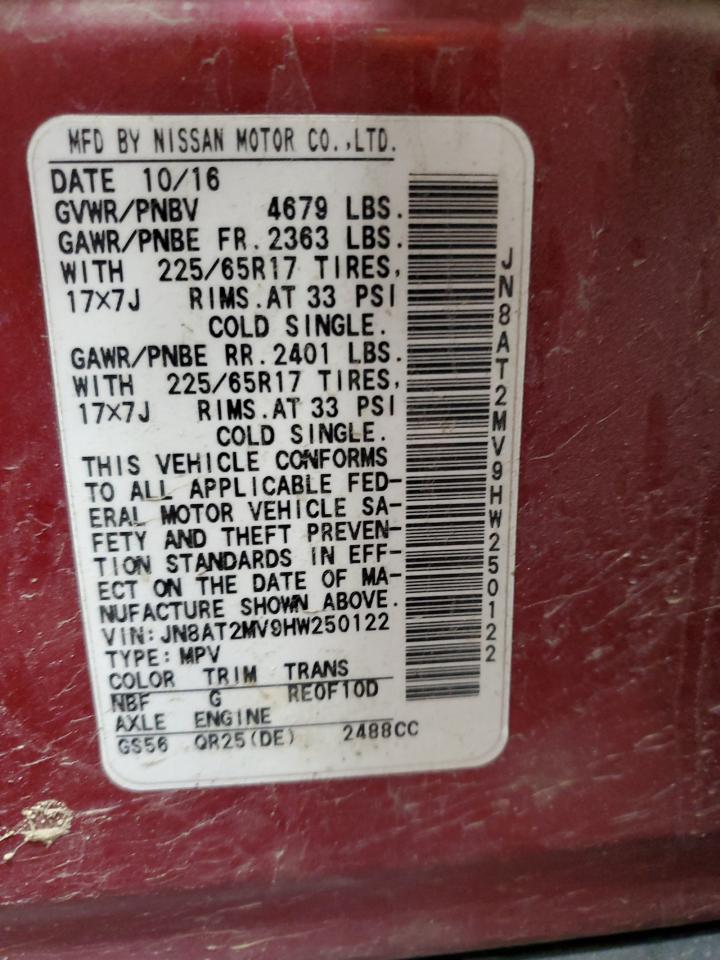 MFD BY NISSAN MOTOR CO.,LTD.
DATE 10/16
GVWR/PNBV 4679 LBS.
GAWR/PNBE FR. 2363 LBS.
WITH 225/65R17 TIRES,
17×7J RIMS.AT 33 PSI
COLD SINGLE.
GAWR/PNBE RR. 2401 LBS.
WITH 225/65R17 TIRES,
17×7J RIMS.AT 33 PSI
COLD SINGLE.
THIS VEHICLE CONFORMS
TO ALL APPLICABLE FED-
ERAL MOTOR VEHICLE SA-
FETY AND THEFT PREVEN-
TION STANDARDS IN EFF-
ECT ON THE DATE OF MA-
NUFACTURE SHOWN ABOVE.
VIN:JN8AT2MV9HW250122
TYPE:MPV
COLOR TRIM TRANS
NBF G RE0F10D
AXLE ENGINE
GS56 QR25(DE) 2488CC
JN8AT2MV9HW250122